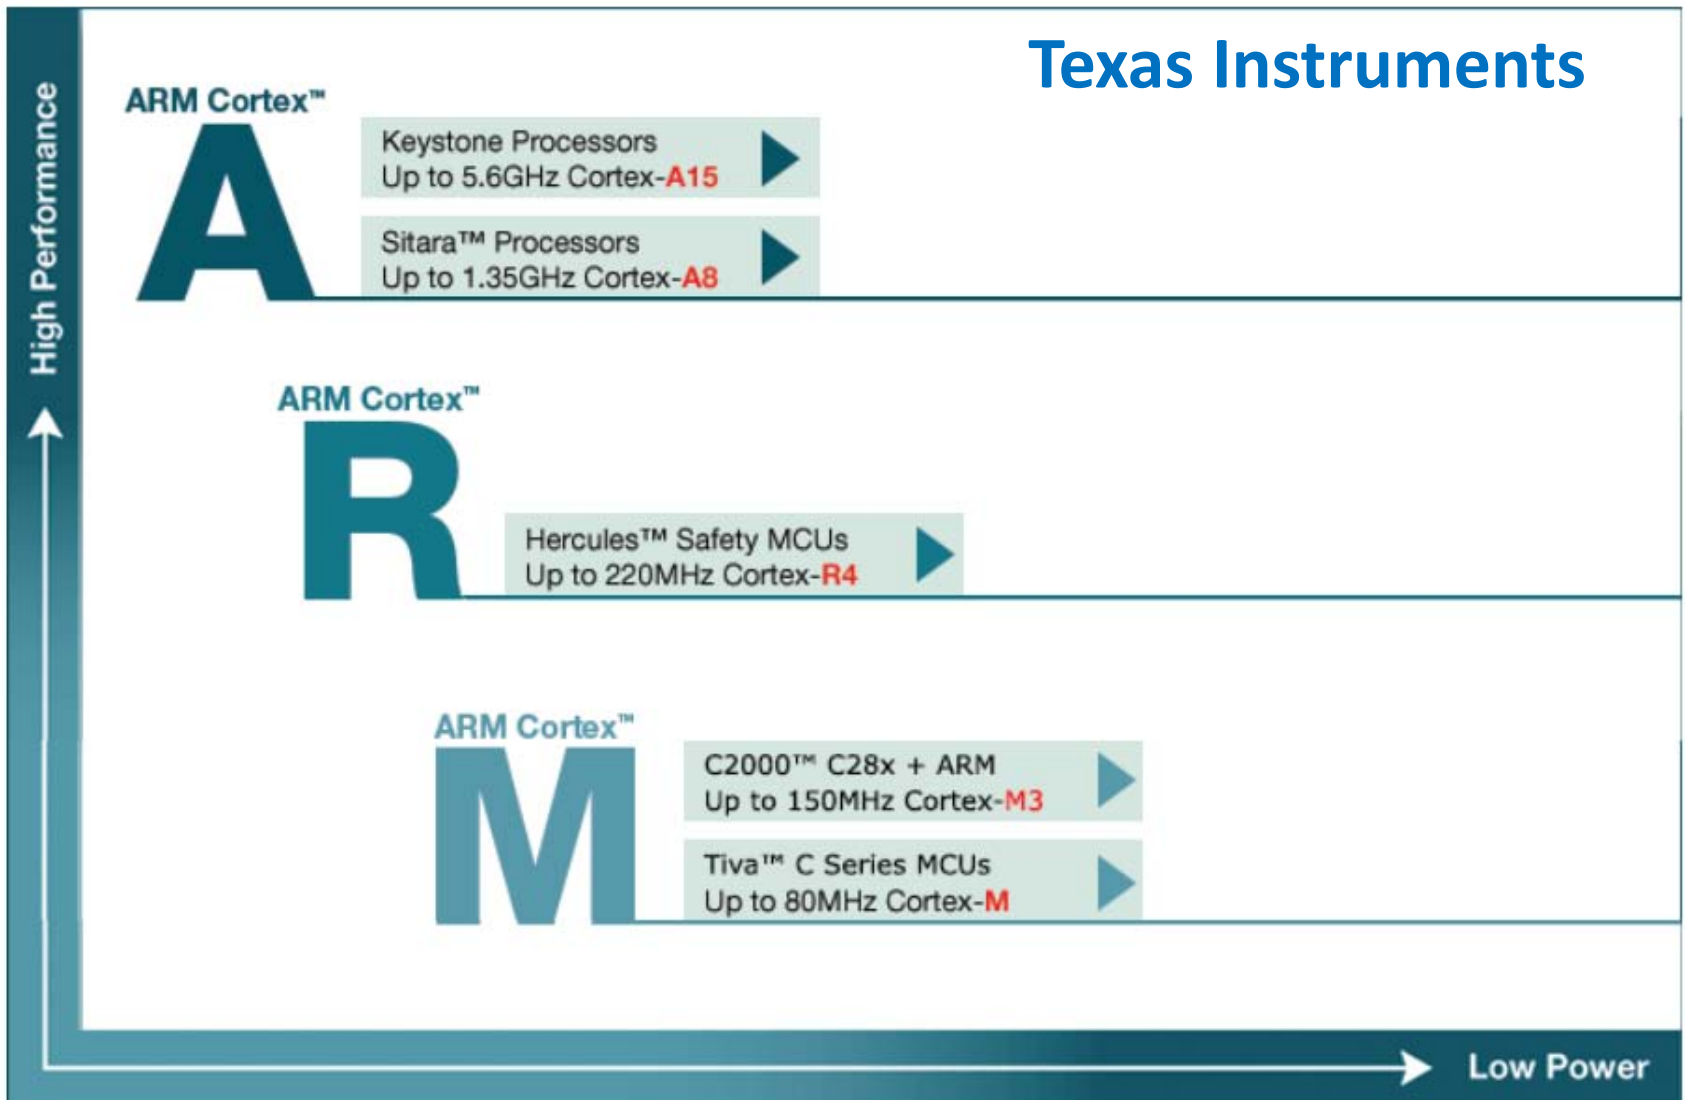 Texas Instruments
High Performance
ARM Cortex™
A
Keystone Processors
Up to 5.6GHz Cortex-A15
Sitara™ Processors
Up to 1.35GHz Cortex-A8
ARM Cortex™
R
Hercules™ Safety MCUs
Up to 220MHz Cortex-R4
ARM Cortex™
M
C2000™ C28x + ARM
Up to 150MHz Cortex-M3
Tiva™ C Series MCUs
Up to 80MHz Cortex-M
Low Power